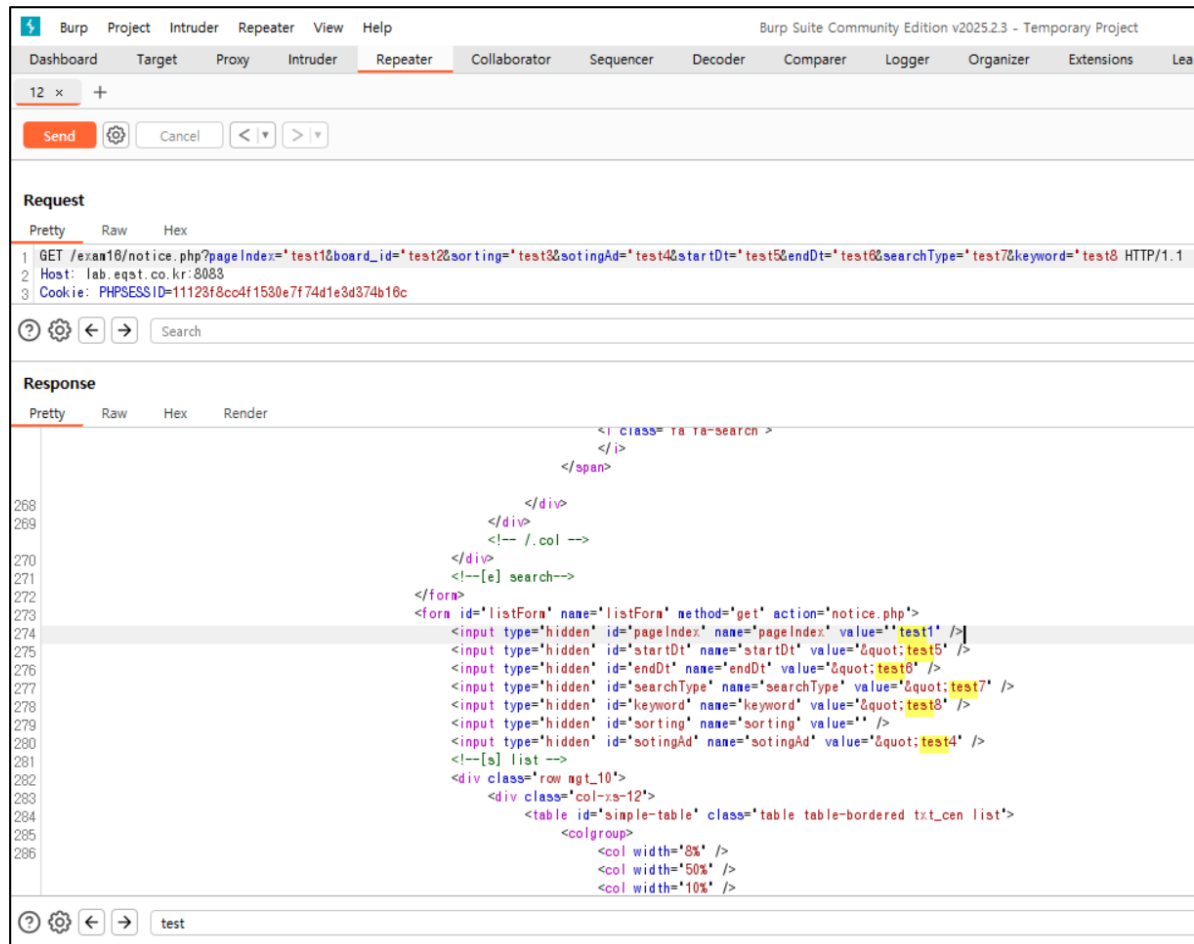 Burp Project Intruder Repeater View Help Burp Suite Community Edition v2025.2.3 - Temporary Project
Dashboard Target Proxy Intruder Repeater Collaborator Sequencer Decoder Comparer Logger Organizer Extensions Lea
12 × +
Send Cancel < ▾ > ▾
Request
Pretty Raw Hex
1 GET /exam16/notice.php?pageIndex="test1&board_id="test2&sorting="test3&sotingAd="test4&startDt="test5&endDt="test6&searchType="test7&keyword="test8 HTTP/1.1
2 Host: lab.eqst.co.kr:8083
3 Cookie: PHPSESSID=11123f8cc4f1530e7f74d1e3d374b16c
Search
Response
Pretty Raw Hex Render
<i class="fa fa-search">
</i>
</span>
268 </div>
269 </div>
<!-- /.col -->
270 </div>
271 <!--[e] search-->
272 </form>
273 <form id="listForm" name="listForm" method="get" action="notice.php">
274 <input type="hidden" id="pageIndex" name="pageIndex" value=""test1" />
275 <input type="hidden" id="startDt" name="startDt" value="&quot;test5" />
276 <input type="hidden" id="endDt" name="endDt" value="&quot;test6" />
277 <input type="hidden" id="searchType" name="searchType" value="&quot;test7" />
278 <input type="hidden" id="keyword" name="keyword" value="&quot;test8" />
279 <input type="hidden" id="sorting" name="sorting" value="" />
280 <input type="hidden" id="sotingAd" name="sotingAd" value="&quot;test4" />
281 <!--[s] list -->
282 <div class="row mgt_10">
283 <div class="col-xs-12">
284 <table id="simple-table" class="table table-bordered txt_cen list">
285 <colgroup>
286 <col width="8%" />
<col width="50%" />
<col width="10%" />
test